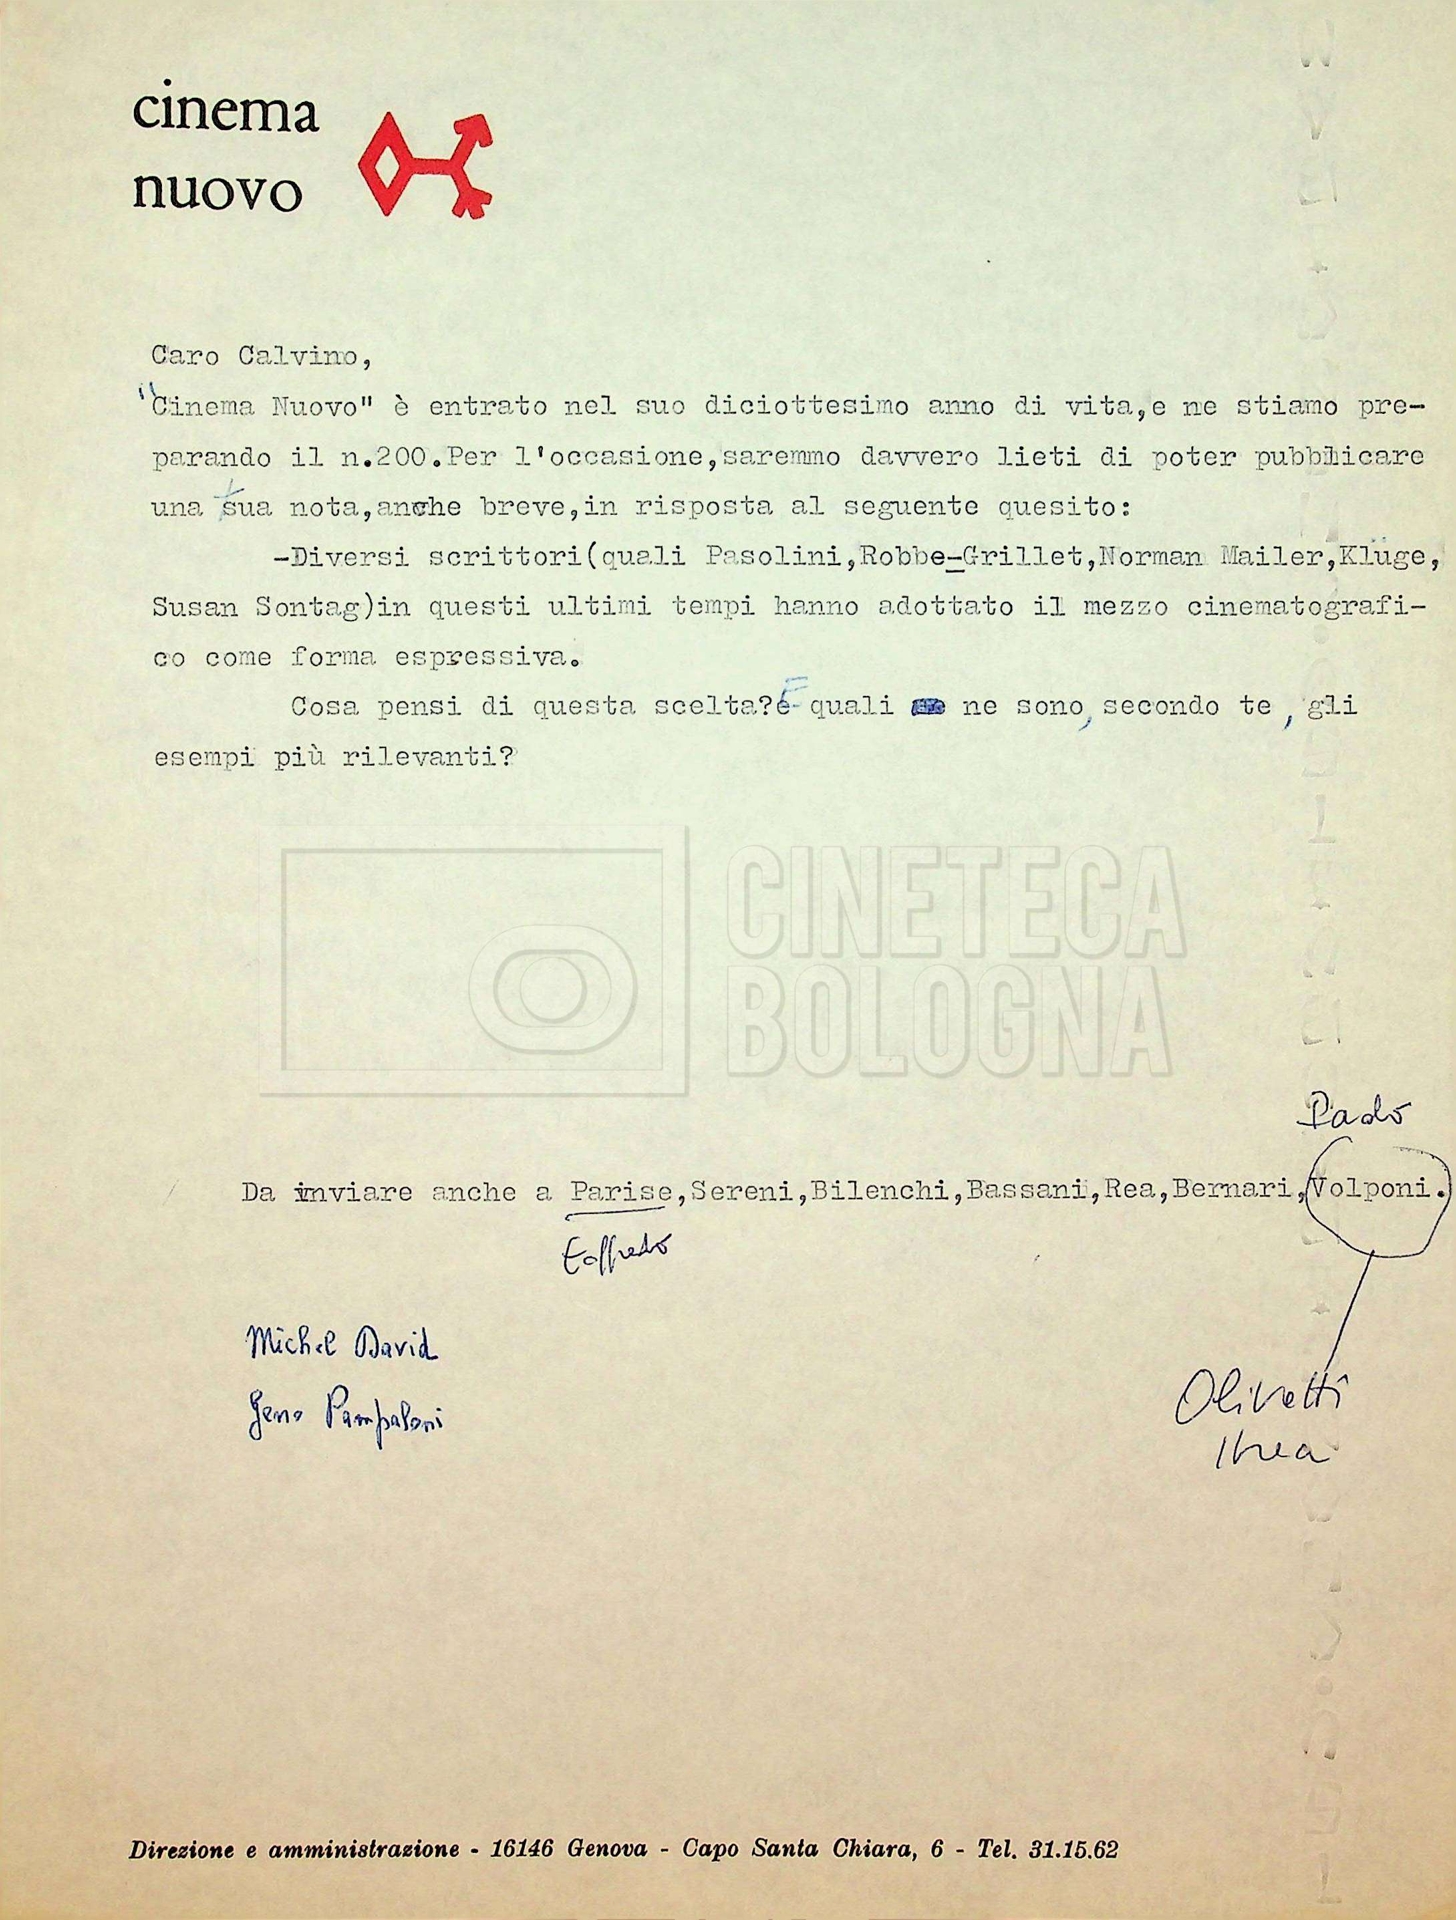 cinema
nuovo
Caro Calvino,
"Cinema Nuovo" è entrato nel suo diciottesimo anno di vita,e ne stiamo pre-
parando il n.200.Per l'occasione,saremmo davvero lieti di poter pubblicare
una tua nota,anche breve,in risposta al seguente quesito:
-Diversi scrittori(quali Pasolini,Robbe-Grillet,Norman Mailer,Klüge,
Susan Sontag)in questi ultimi tempi hanno adottato il mezzo cinematografi-
co come forma espressiva.
Cosa pensi di questa scelta?E quali ne sono, secondo te, gli
esempi più rilevanti?
CINETECA
BOLOGNA
Paolo
Da inviare anche a Parise,Sereni,Bilenchi,Bassani,Rea,Bernari,Volponi.
Goffredo
Michel David
Geno Pampaloni
Olivetti
Ivrea
Direzione e amministrazione - 16146 Genova - Capo Santa Chiara, 6 - Tel. 31.15.62